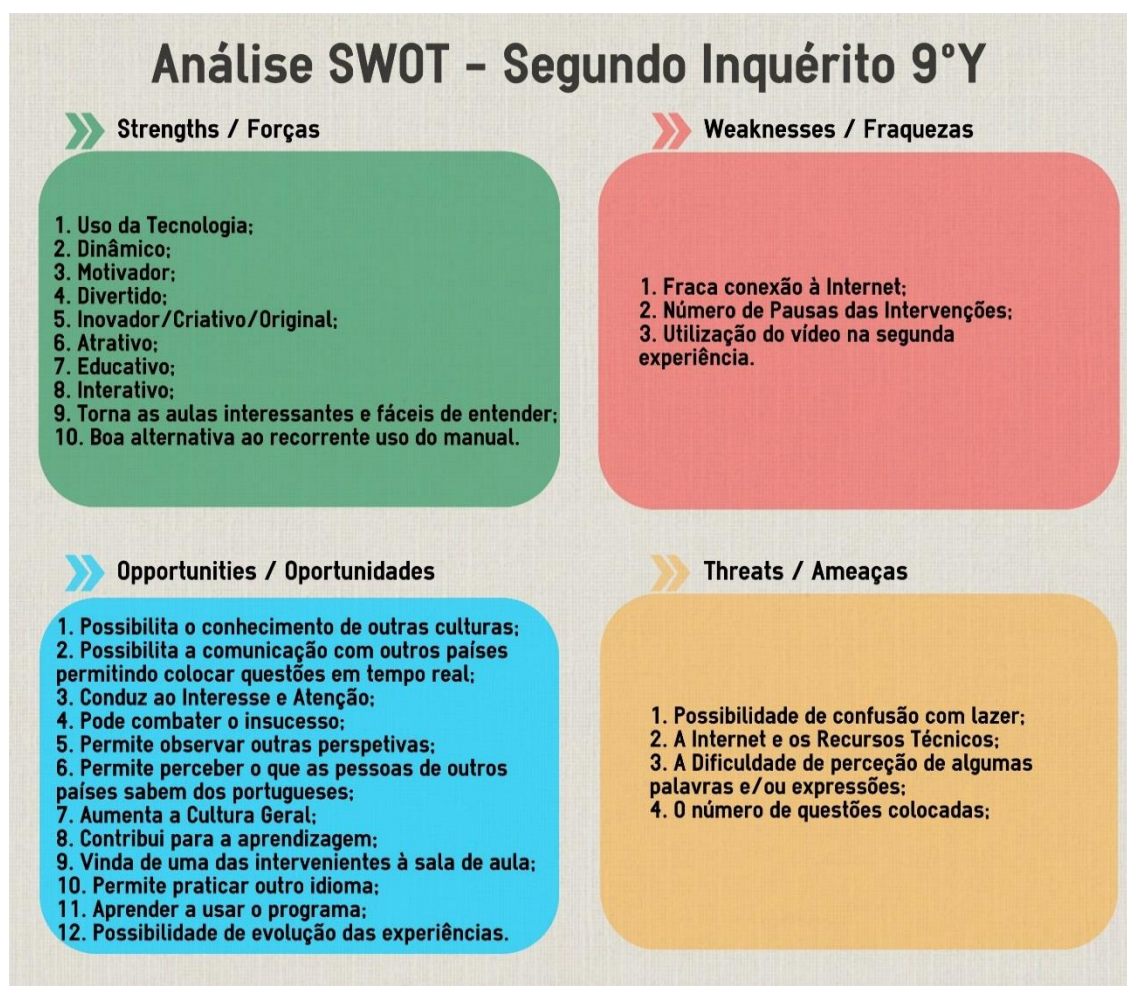 Análise SWOT - Segundo Inquérito 9ºY
Strengths / Forças
1. Uso da Tecnologia;
2. Dinâmico;
3. Motivador;
4. Divertido;
5. Inovador/Criativo/Original;
6. Atrativo;
7. Educativo;
8. Interativo;
9. Torna as aulas interessantes e fáceis de entender;
10. Boa alternativa ao recorrente uso do manual.
Weaknesses / Fraquezas
1. Fraca conexão à Internet;
2. Número de Pausas das Intervenções;
3. Utilização do vídeo na segunda
experiência.
Opportunities / Oportunidades
1. Possibilita o conhecimento de outras culturas;
2. Possibilita a comunicação com outros países
permitindo colocar questões em tempo real;
3. Conduz ao Interesse e Atenção;
4. Pode combater o insucesso;
5. Permite observar outras perspetivas;
6. Permite perceber o que as pessoas de outros
países sabem dos portugueses;
7. Aumenta a Cultura Geral;
8. Contribui para a aprendizagem;
9. Vinda de uma das intervenientes à sala de aula;
10. Permite praticar outro idioma;
11. Aprender a usar o programa;
12. Possibilidade de evolução das experiências.
Threats / Ameaças
1. Possibilidade de confusão com lazer;
2. A Internet e os Recursos Técnicos;
3. A Dificuldade de perceção de algumas
palavras e/ou expressões;
4. O número de questões colocadas;